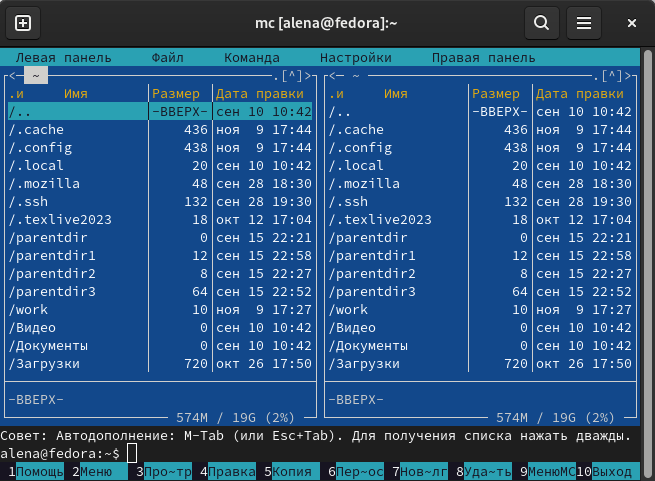 mc [alena@fedora]:~
Левая панель Файл Команда Настройки Правая панель
<─ ~ .[^]> <─ ~ .[^]>
.и Имя Размер Дата правки .и Имя Размер Дата правки
/.. -ВВЕРХ- сен 10 10:42 /.. -ВВЕРХ- сен 10 10:42
/.cache 436 ноя 9 17:44 /.cache 436 ноя 9 17:44
/.config 438 ноя 9 17:44 /.config 438 ноя 9 17:44
/.local 20 сен 10 10:42 /.local 20 сен 10 10:42
/.mozilla 48 сен 28 18:30 /.mozilla 48 сен 28 18:30
/.ssh 132 сен 28 19:30 /.ssh 132 сен 28 19:30
/.texlive2023 18 окт 12 17:04 /.texlive2023 18 окт 12 17:04
/parentdir 0 сен 15 22:21 /parentdir 0 сен 15 22:21
/parentdir1 12 сен 15 22:58 /parentdir1 12 сен 15 22:58
/parentdir2 8 сен 15 22:27 /parentdir2 8 сен 15 22:27
/parentdir3 64 сен 15 22:52 /parentdir3 64 сен 15 22:52
/work 10 ноя 9 17:27 /work 10 ноя 9 17:27
/Видео 0 сен 10 10:42 /Видео 0 сен 10 10:42
/Документы 0 сен 10 10:42 /Документы 0 сен 10 10:42
/Загрузки 720 окт 26 17:50 /Загрузки 720 окт 26 17:50
-ВВЕРХ- -ВВЕРХ-
574M / 19G (2%) 574M / 19G (2%)
Совет: Автодополнение: M-Tab (или Esc+Tab). Для получения списка нажать дважды.
alena@fedora:~$
1Помощь 2Меню 3Про~тр 4Правка 5Копия 6Пер~ос 7Нов~лг 8Уда~ть 9МенюMC 10Выход